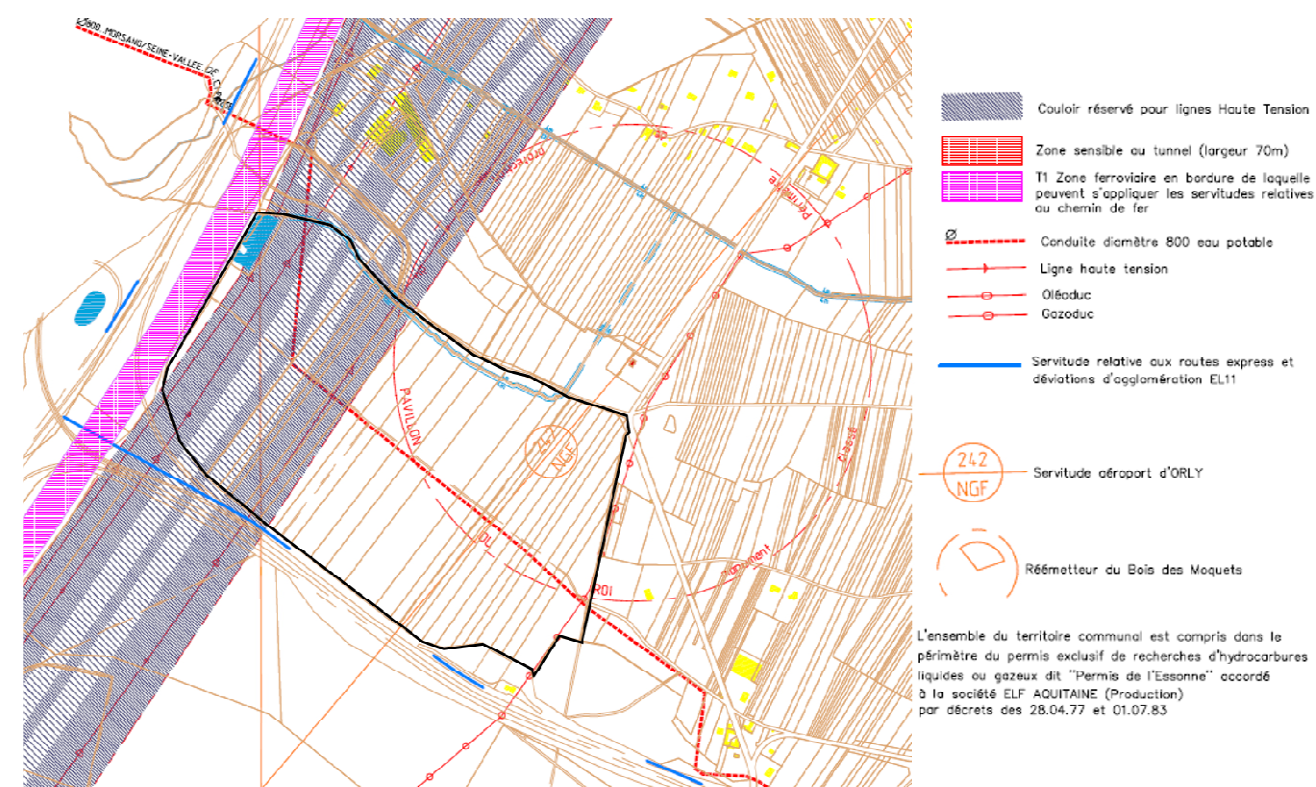 Ø800 MORSANG/SEINE-VALLEE DE
protection
de
Périmètre
PAVILLON
DU
ROI
monument
classé
242
NGF
Couloir réservé pour lignes Haute Tension
Zone sensible au tunnel (largeur 70m)
T1 Zone ferroviaire en bordure de laquelle
peuvent s'appliquer les servitudes relatives
au chemin de fer
Ø
Conduite diamètre 800 eau potable
Ligne haute tension
Oléoduc
Gazoduc
Servitude relative aux routes express et
déviations d'agglomération EL11
242
NGF
Servitude aéroport d'ORLY
Réémetteur du Bois des Moquets
L'ensemble du territoire communal est compris dans le
périmètre du permis exclusif de recherches d'hydrocarbures
liquides ou gazeux dit "Permis de l'Essonne" accordé
à la société ELF AQUITAINE (Production)
par décrets des 28.04.77 et 01.07.83